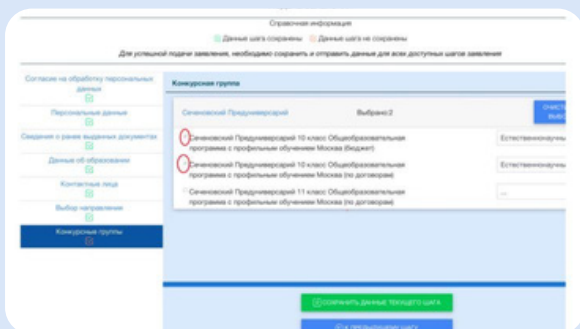 Справочная информация
Данные шага сохранены Данные шага не сохранены
Для успешной подачи заявления, необходимо сохранить и отправить данные для всех доступных шагов заявления
Согласие на обработку персональных
данных
Персональные данные
Сведения о ранее выданных документах
Данные об образовании
Контактные лица
Выбор направления
Конкурсные группы
Конкурсная группа
Сеченовский Предуниверсарий Выбрано:2
Сеченовский Предуниверсарий 10 класс Общеобразовательная
программа с профильным обучением Москва (бюджет)
Сеченовский Предуниверсарий 10 класс Общеобразовательная
программа с профильным обучением Москва (по договорам)
Сеченовский Предуниверсарий 11 класс Общеобразовательная
программа с профильным обучением Москва (по договорам)
...
СОХРАНИТЬ ДАННЫЕ ТЕКУЩЕГО ШАГА
К ПРЕДЫДУЩЕМУ ШАГУ